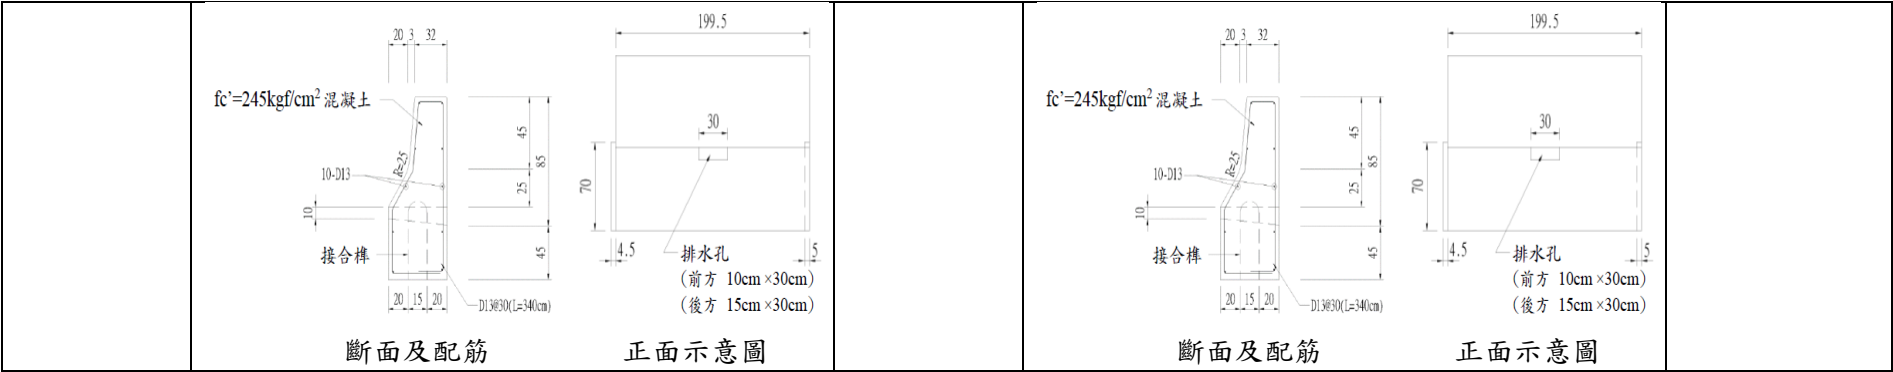 199.5
20 3 32
fc’=245kgf/cm2 混凝土
30
45
85
R=25
10-D13
25
70
10
接合榫
45
4.5
排水孔
5
(前方 10cm ×30cm)
(後方 15cm ×30cm)
20 15 20
D13@30(L=340cm)
斷面及配筋
正面示意圖
199.5
20 3 32
fc’=245kgf/cm2 混凝土
30
45
85
R=25
10-D13
25
70
10
接合榫
45
4.5
排水孔
5
(前方 10cm ×30cm)
(後方 15cm ×30cm)
20 15 20
D13@30(L=340cm)
斷面及配筋
正面示意圖